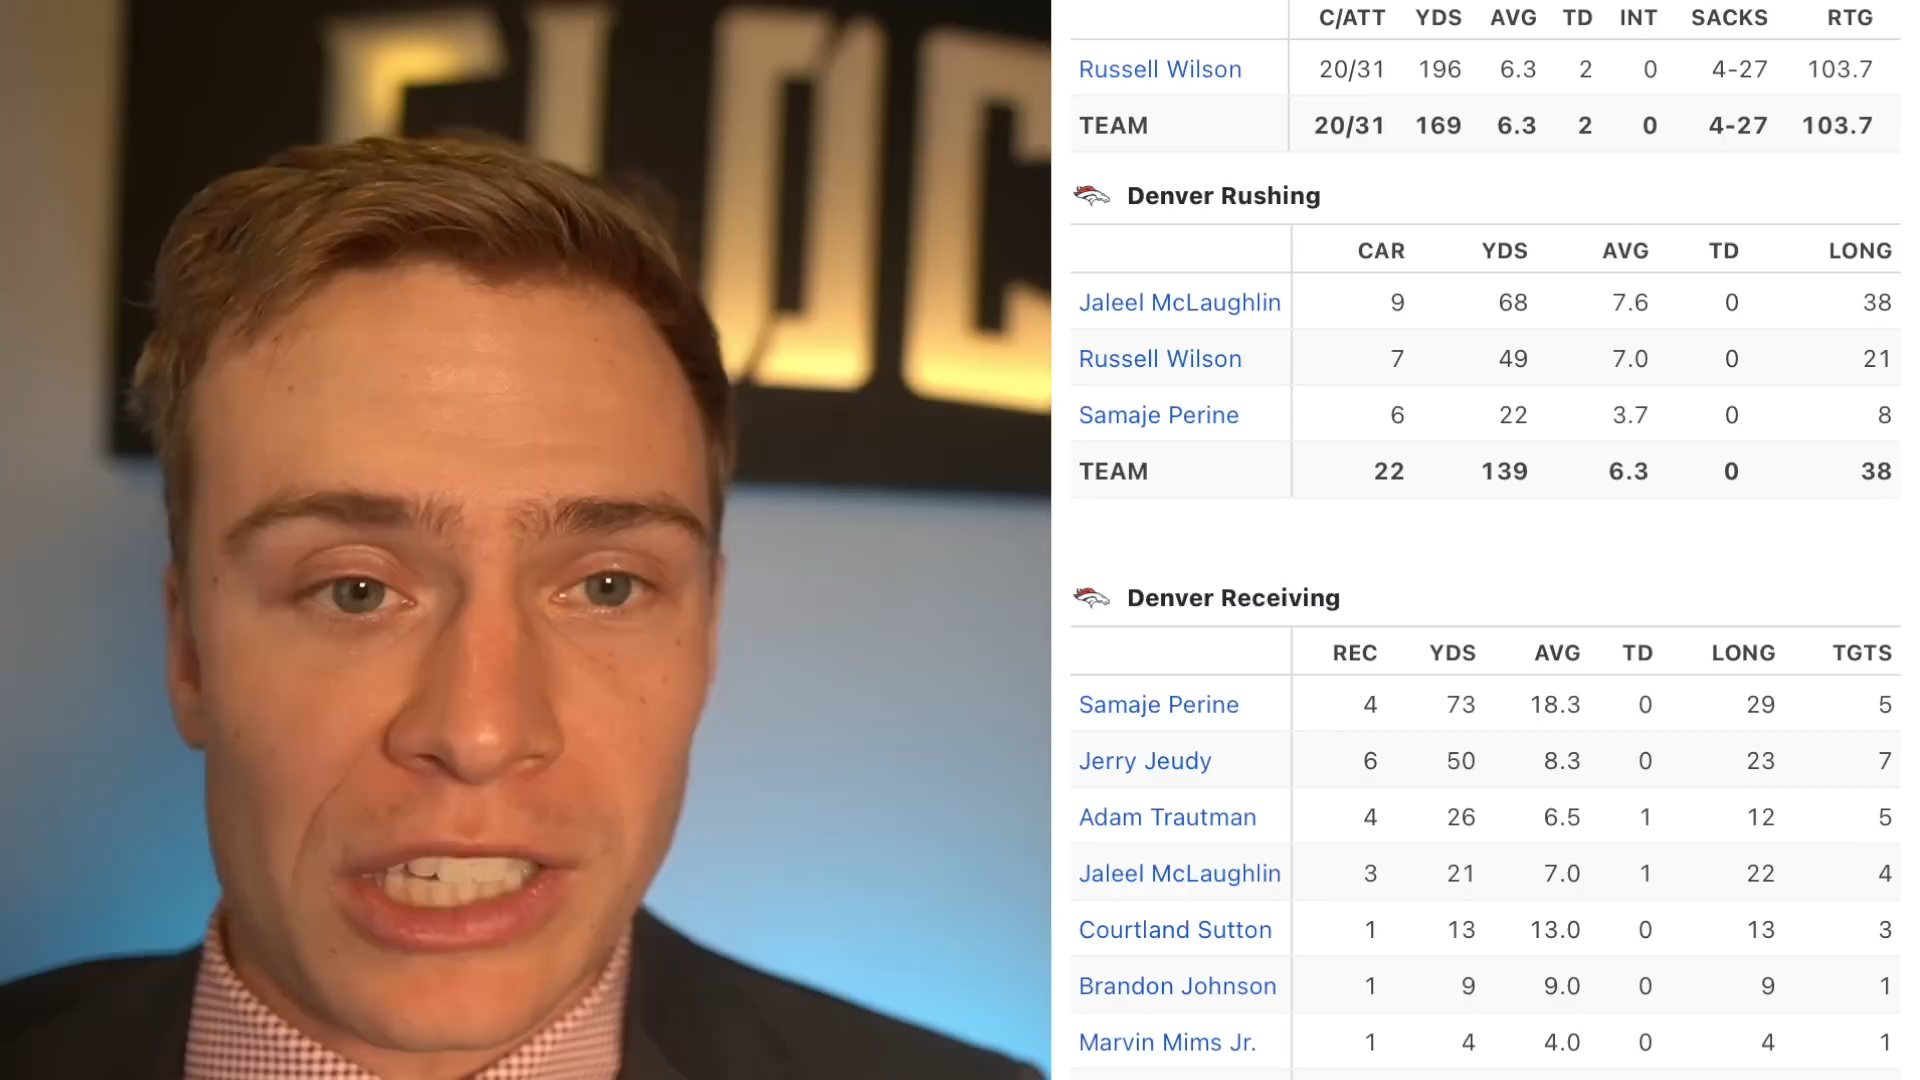 FLOC
C/ATT YDS AVG TD INT SACKS RTG
Russell Wilson 20/31 196 6.3 2 0 4-27 103.7
TEAM 20/31 169 6.3 2 0 4-27 103.7
Denver Rushing
CAR YDS AVG TD LONG
Jaleel McLaughlin 9 68 7.6 0 38
Russell Wilson 7 49 7.0 0 21
Samaje Perine 6 22 3.7 0 8
TEAM 22 139 6.3 0 38
Denver Receiving
REC YDS AVG TD LONG TGTS
Samaje Perine 4 73 18.3 0 29 5
Jerry Jeudy 6 50 8.3 0 23 7
Adam Trautman 4 26 6.5 1 12 5
Jaleel McLaughlin 3 21 7.0 1 22 4
Courtland Sutton 1 13 13.0 0 13 3
Brandon Johnson 1 9 9.0 0 9 1
Marvin Mims Jr. 1 4 4.0 0 4 1